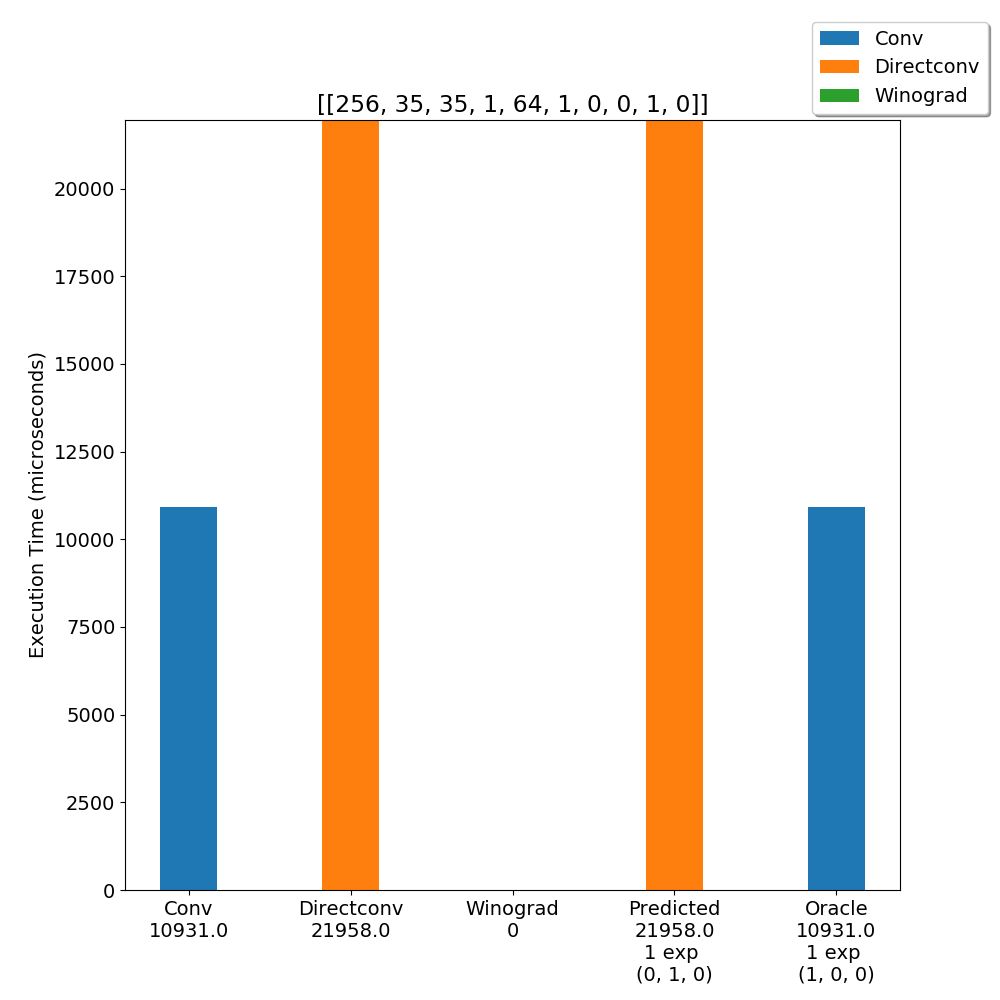 Conv
Directconv
Winograd
[[256, 35, 35, 1, 64, 1, 0, 0, 1, 0]]
Execution Time (microseconds)
20000
17500
15000
12500
10000
7500
5000
2500
0
Conv
10931.0
Directconv
21958.0
Winograd
0
Predicted
21958.0
1 exp
(0, 1, 0)
Oracle
10931.0
1 exp
(1, 0, 0)